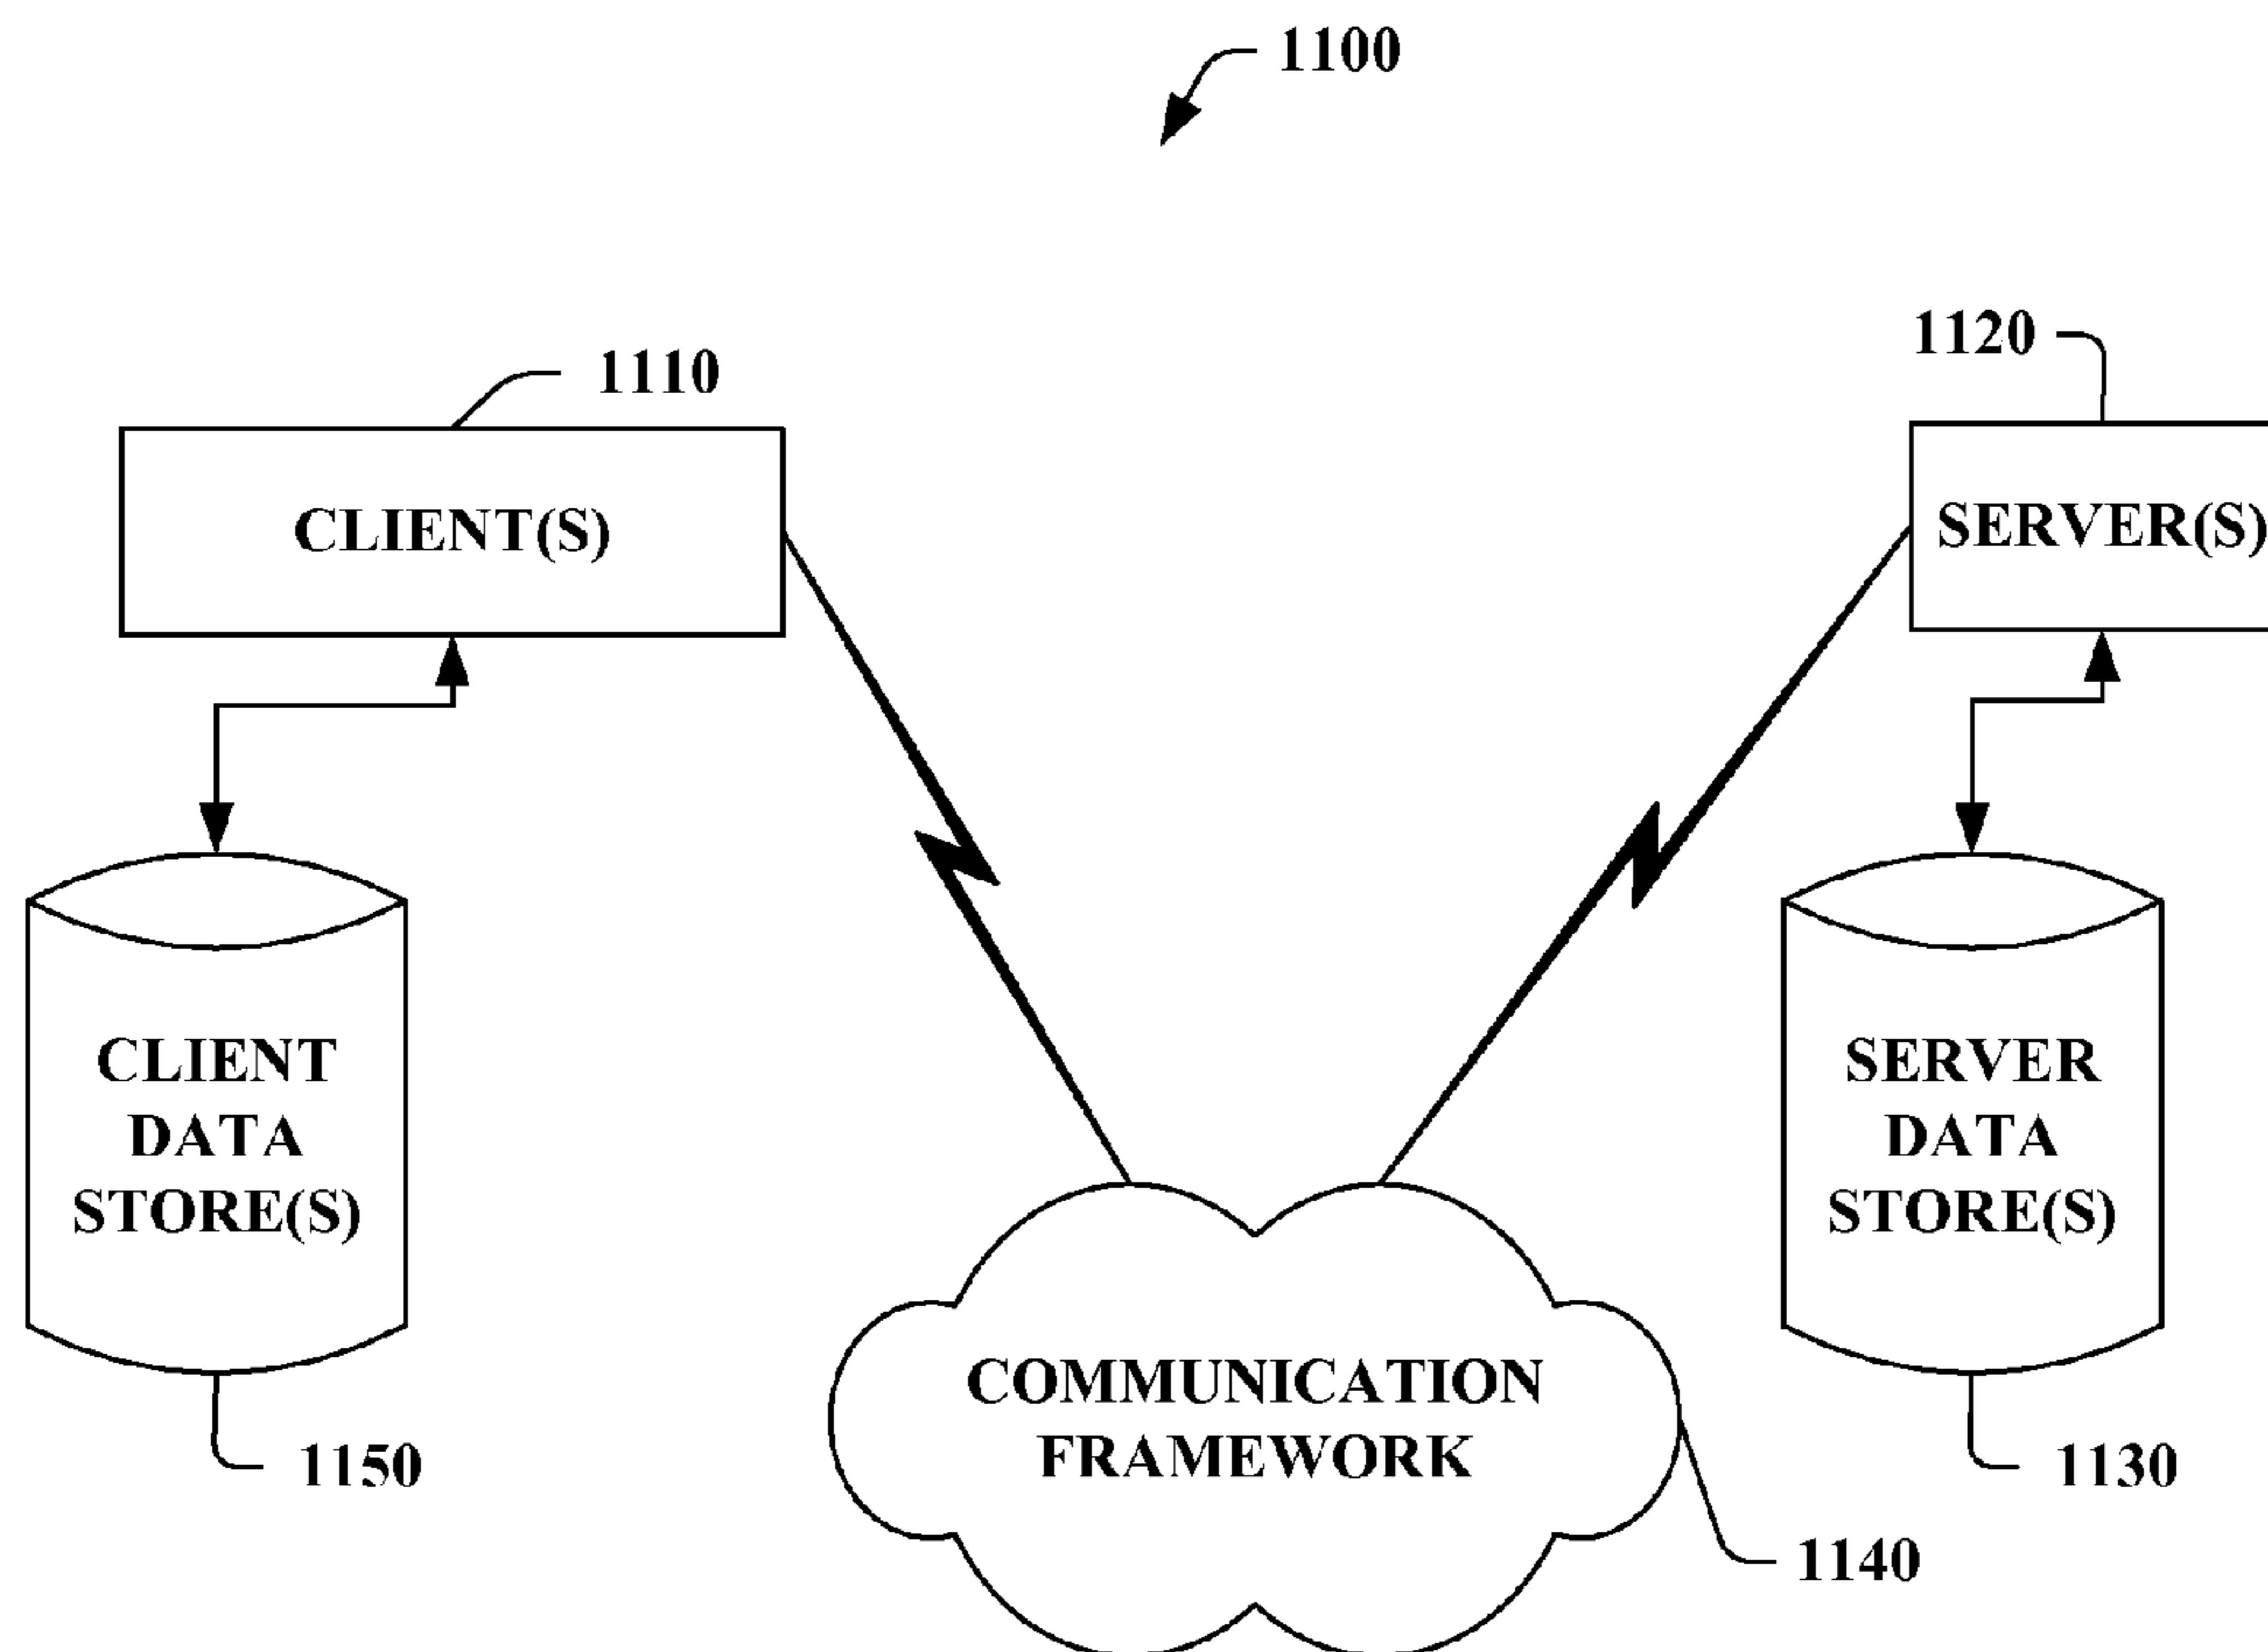 1100
1110
1120
CLIENT(S)
SERVER(S)
CLIENT
DATA
STORE(S)
SERVER
DATA
STORE(S)
COMMUNICATION
FRAMEWORK
1150
1130
1140